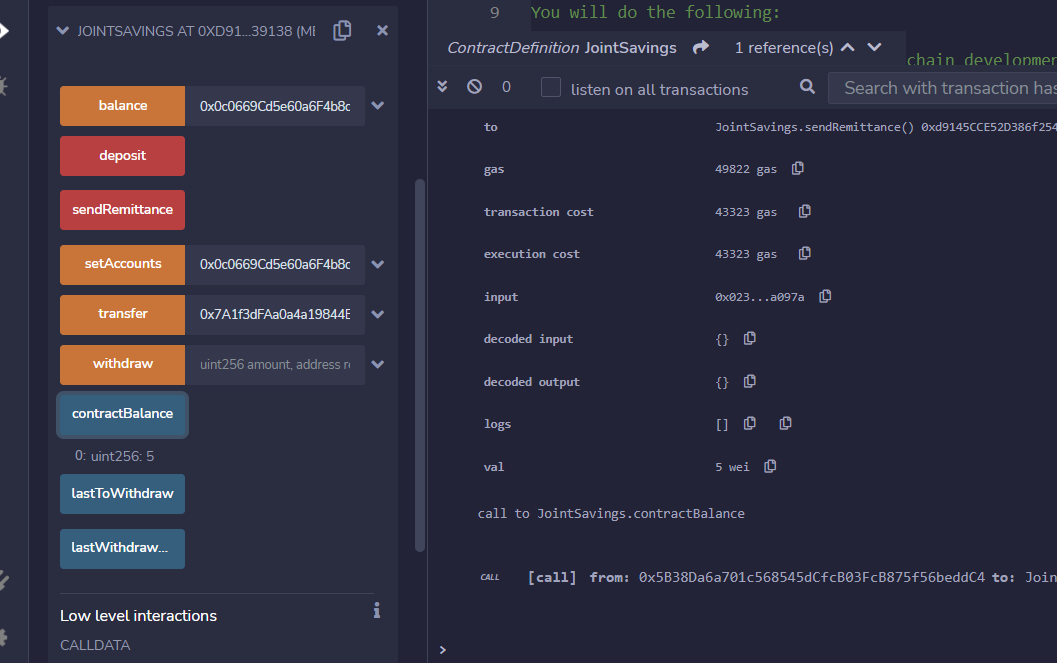 JOINTSAVINGS AT 0XD91...39138 (ME
balance
0x0c0669Cd5e60a6F4b8c
deposit
sendRemittance
setAccounts
0x0c0669Cd5e60a6F4b8c
transfer
0x7A1f3dFAa0a4a19844E
withdraw
uint256 amount, address re
contractBalance
0: uint256: 5
lastToWithdraw
lastWithdraw...
Low level interactions
i
CALLDATA
9 You will do the following:
ContractDefinition JointSavings 1 reference(s)
chain developmen
0 listen on all transactions Search with transaction has
to JointSavings.sendRemittance() 0xd9145CCE52D386f254
gas 49822 gas
transaction cost 43323 gas
execution cost 43323 gas
input 0x023...a097a
decoded input {}
decoded output {}
logs []
val 5 wei
call to JointSavings.contractBalance
CALL [call] from: 0x5B38Da6a701c568545dCfcB03FcB875f56beddC4 to: Join
>